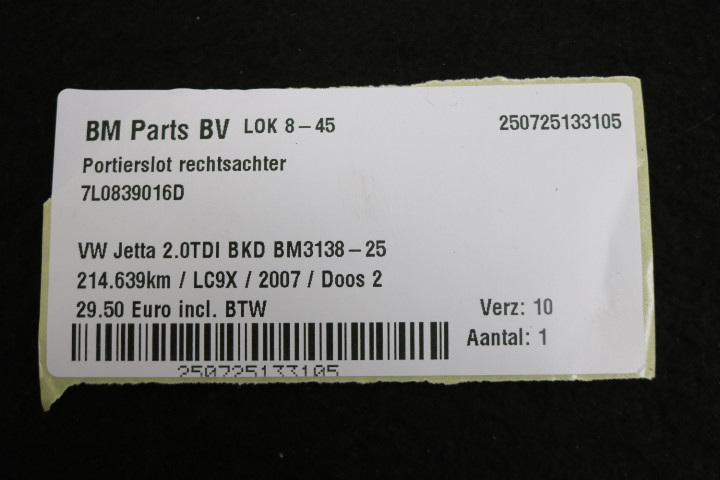 BM Parts BV LOK 8-45 250725133105
Portierslot rechtsachter
7L0839016D
VW Jetta 2.0TDI BKD BM3138-25
214.639km / LC9X / 2007 / Doos 2
29.50 Euro incl. BTW Verz: 10
Aantal: 1
250725133105